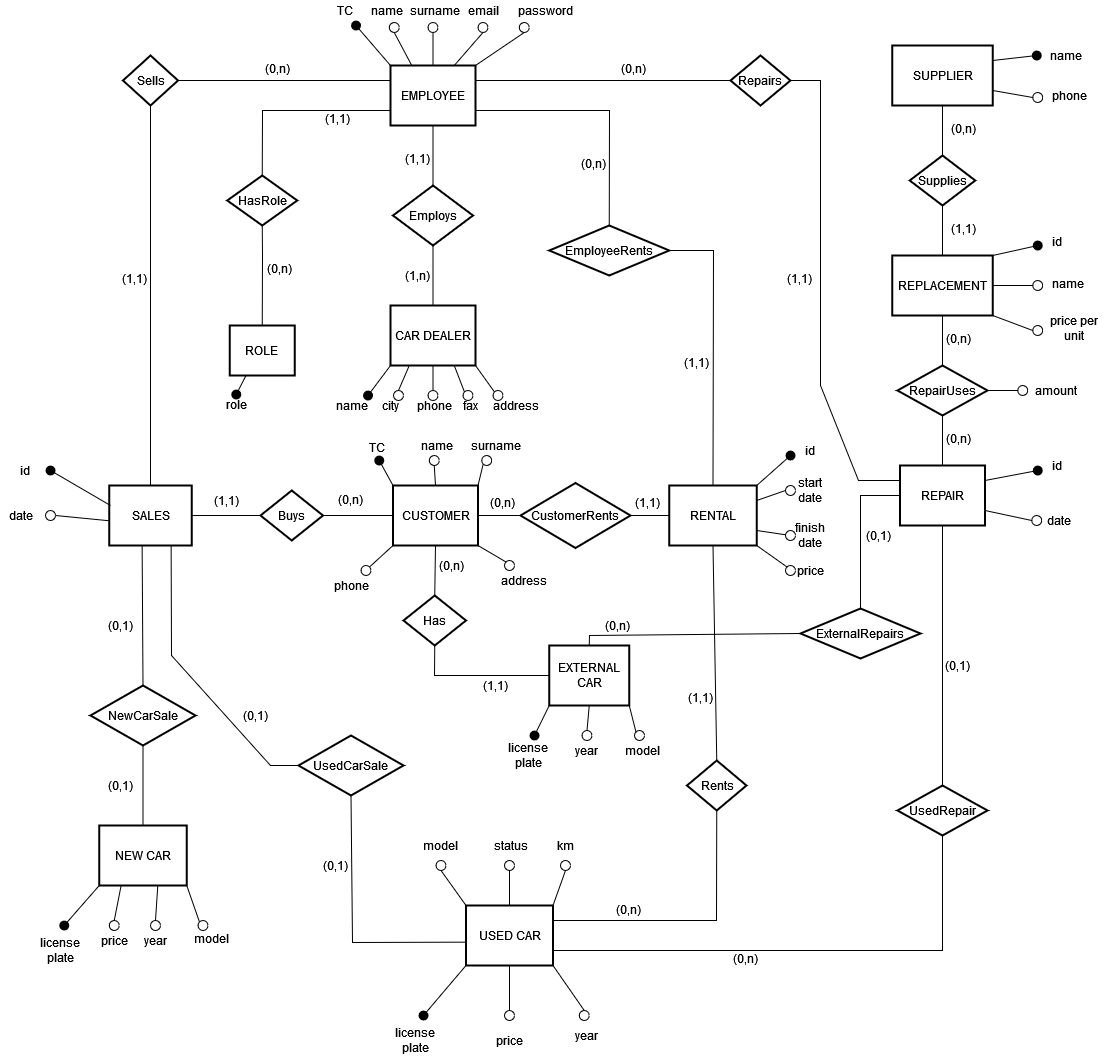 TC
name
surname
email
password
Sells
(0,n)
EMPLOYEE
(0,n)
Repairs
SUPPLIER
name
phone
(1,1)
(1,1)
(0,n)
(0,n)
HasRole
Employs
Supplies
EmployeeRents
(1,1)
(0,n)
(1,n)
(1,1)
(1,1)
id
REPLACEMENT
name
price per
unit
ROLE
CAR DEALER
(0,n)
(1,1)
role
name
city
phone
fax
address
RepairUses
amount
(0,n)
TC
name
surname
id
date
SALES
(1,1)
Buys
(0,n)
CUSTOMER
(0,n)
CustomerRents
(1,1)
RENTAL
id
start
date
finish
date
price
REPAIR
id
date
(0,1)
phone
(0,n)
address
Has
(0,1)
(0,n)
ExternalRepairs
EXTERNAL
CAR
(1,1)
(0,1)
(1,1)
license
plate
year
model
NewCarSale
(0,1)
UsedCarSale
(0,1)
Rents
UsedRepair
NEW CAR
(0,1)
model
status
km
license
plate
price
year
model
USED CAR
(0,n)
(0,n)
license
plate
price
year